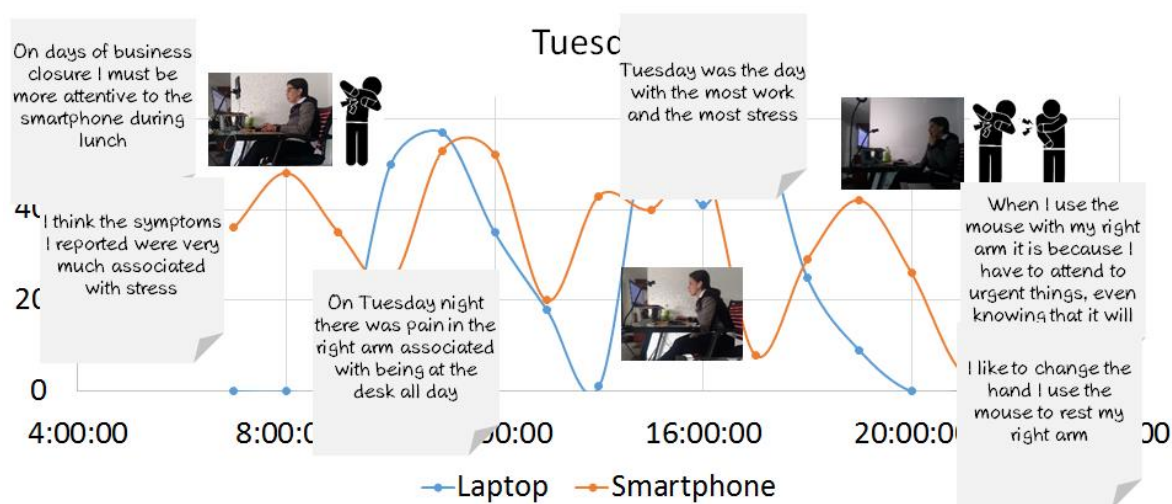 Tuesd
On days of business
closure I must be
more attentive to the
smartphone during
lunch
I think the symptoms
I reported were very
much associated
with stress
On Tuesday night
there was pain in the
right arm associated
with being at the
desk all day
Tuesday was the day
with the most work
and the most stress
When I use the
mouse with my right
arm it is because I
have to attend to
urgent things, even
knowing that it will
I like to change the
hand I use the
mouse to rest my
right arm
40
20
0
4:00:00
8:00:0
:00:00
16:00:00
20:00:0
:00
Laptop
Smartphone